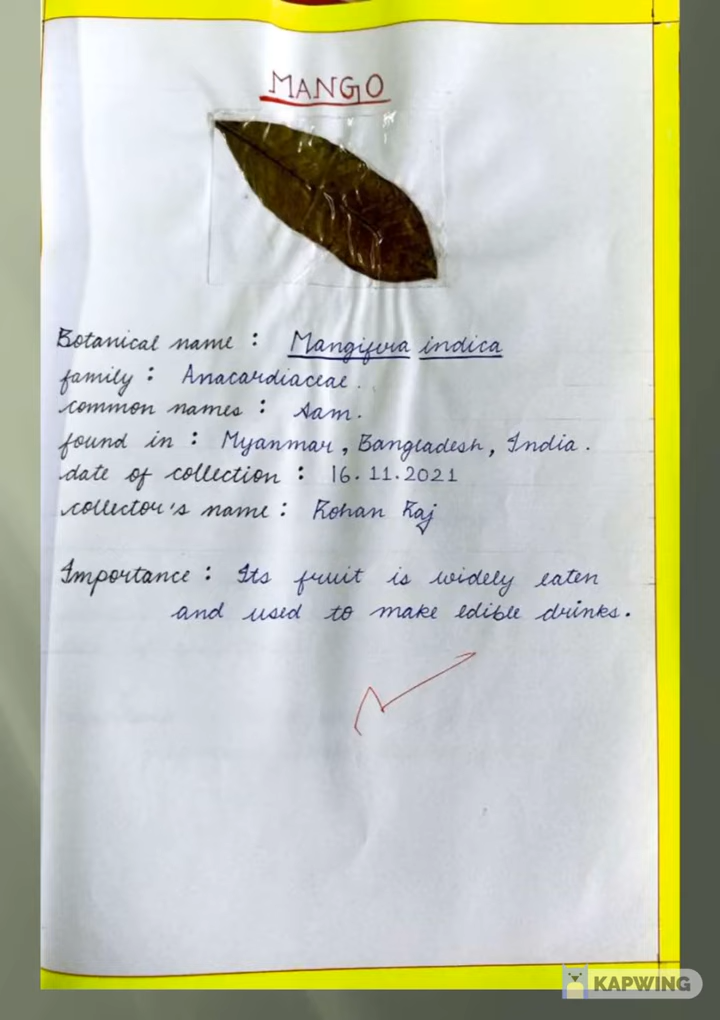 MANGO
Botanical name : Mangifera indica
family : Anacardiaceae.
common names : Aam.
found in : Myanmar, Bangladesh, India.
date of collection : 16.11.2021
collector's name : Rohan Raj
Importance : Its fruit is widely eaten
and used to make edible drinks.
KAPWING